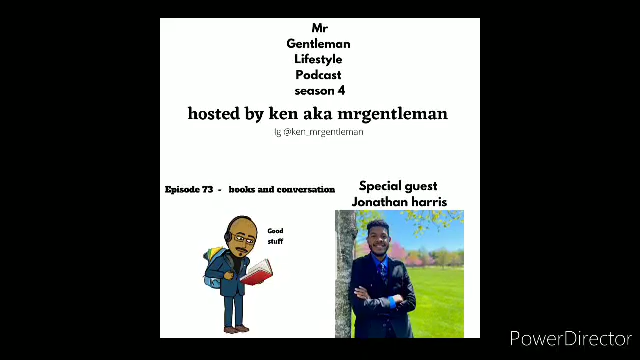 Mr
Gentleman
Lifestyle
Podcast
season 4
hosted by ken aka mrgentleman
Ig @ken_mrgentleman
Episode 73 - books and conversation
Special guest
Jonathan harris
Good
stuff
PowerDirector